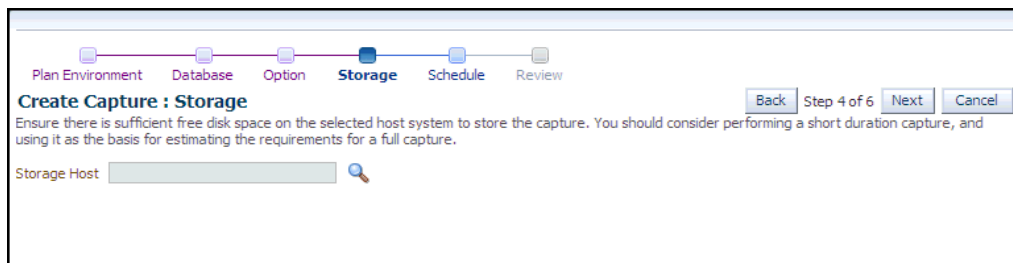 Plan Environment Database Option Storage Schedule Review
Create Capture : Storage
Back Step 4 of 6 Next Cancel
Ensure there is sufficient free disk space on the selected host system to store the capture. You should consider performing a short duration capture, and
using it as the basis for estimating the requirements for a full capture.
Storage Host